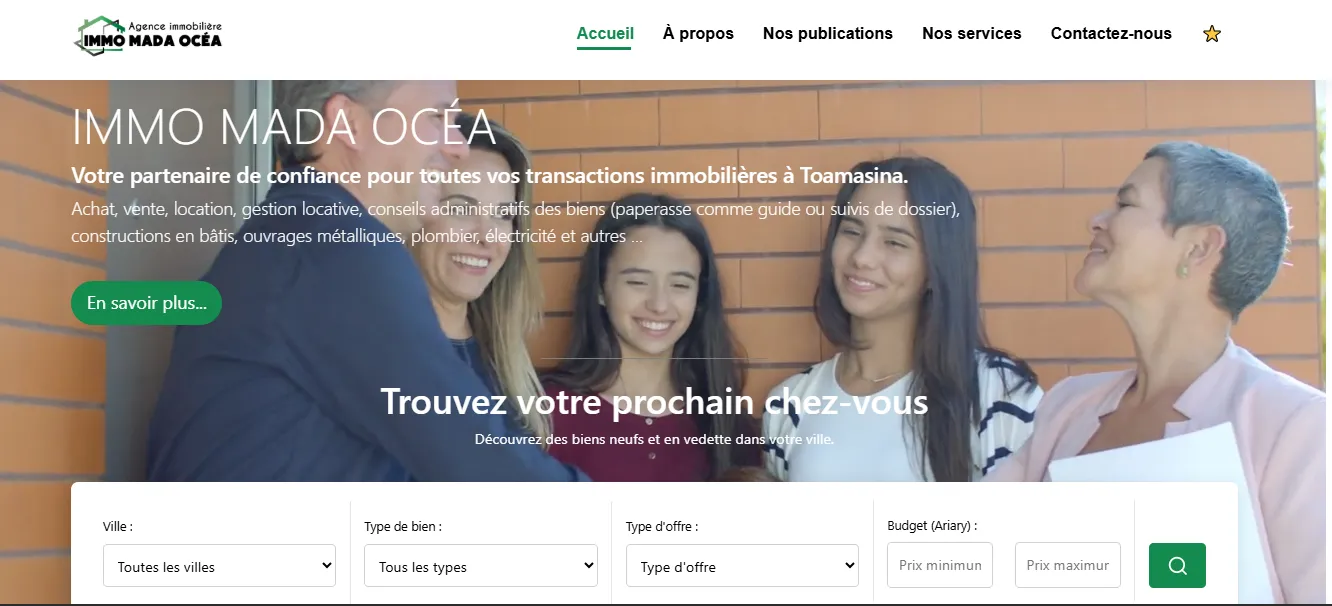 Agence immobilière
IMMO MADA OCÉA
Accueil
À propos
Nos publications
Nos services
Contactez-nous
IMMO MADA OCÉA
Votre partenaire de confiance pour toutes vos transactions immobilières à Toamasina.
Achat, vente, location, gestion locative, conseils administratifs des biens (paperasse comme guide ou suivis de dossier),
constructions en bâtis, ouvrages métalliques, plombier, électricité et autres ...
En savoir plus...
Trouvez votre prochain chez-vous
Découvrez des biens neufs et en vedette dans votre ville.
Ville :
Toutes les villes
Type de bien :
Tous les types
Type d'offre :
Type d'offre
Budget (Ariary) :
Prix minimun
Prix maximur